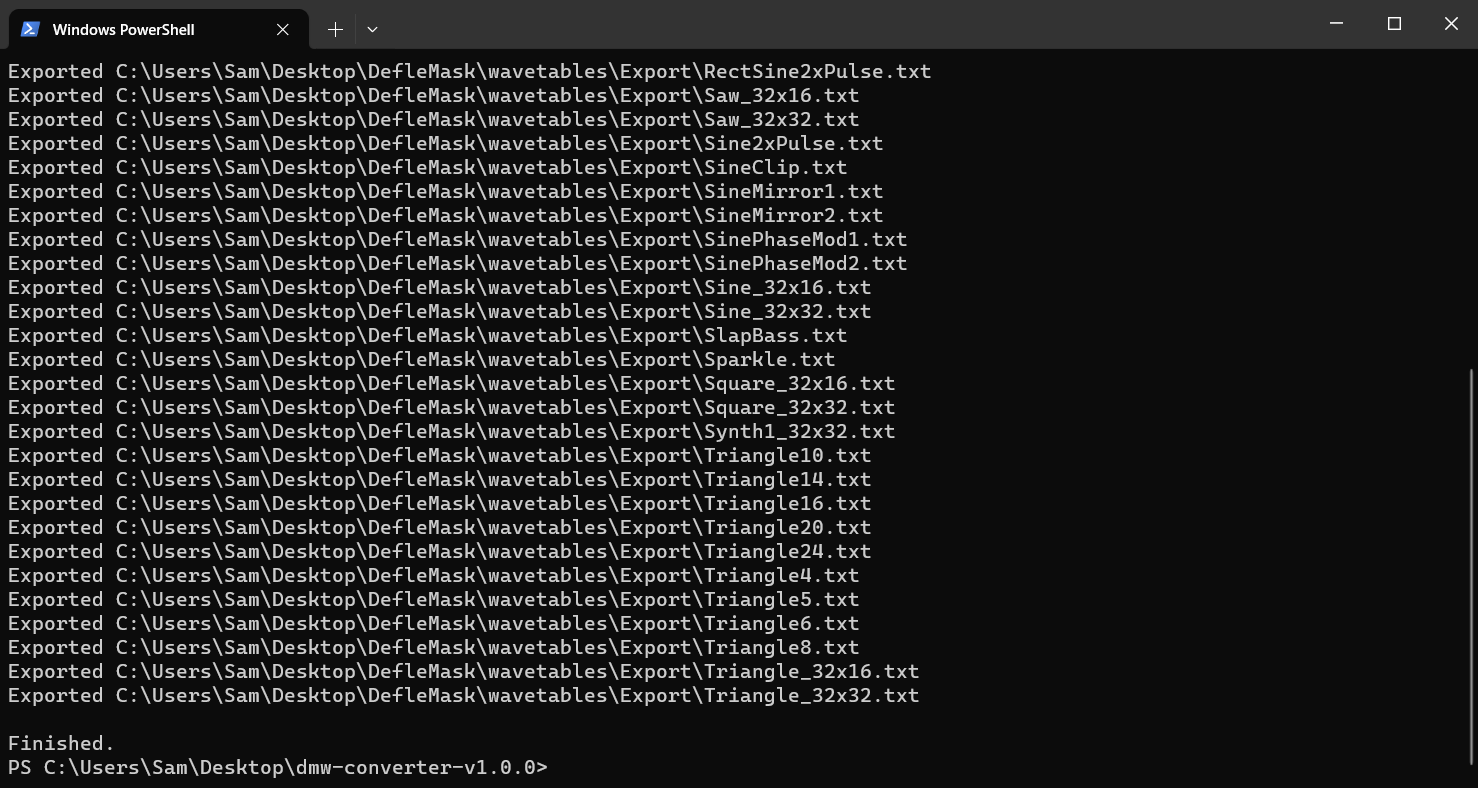 Windows PowerShell
Exported C:\Users\Sam\Desktop\DefleMask\wavetables\Export\RectSine2xPulse.txt
Exported C:\Users\Sam\Desktop\DefleMask\wavetables\Export\Saw_32x16.txt
Exported C:\Users\Sam\Desktop\DefleMask\wavetables\Export\Saw_32x32.txt
Exported C:\Users\Sam\Desktop\DefleMask\wavetables\Export\Sine2xPulse.txt
Exported C:\Users\Sam\Desktop\DefleMask\wavetables\Export\SineClip.txt
Exported C:\Users\Sam\Desktop\DefleMask\wavetables\Export\SineMirror1.txt
Exported C:\Users\Sam\Desktop\DefleMask\wavetables\Export\SineMirror2.txt
Exported C:\Users\Sam\Desktop\DefleMask\wavetables\Export\SinePhaseMod1.txt
Exported C:\Users\Sam\Desktop\DefleMask\wavetables\Export\SinePhaseMod2.txt
Exported C:\Users\Sam\Desktop\DefleMask\wavetables\Export\Sine_32x16.txt
Exported C:\Users\Sam\Desktop\DefleMask\wavetables\Export\Sine_32x32.txt
Exported C:\Users\Sam\Desktop\DefleMask\wavetables\Export\SlapBass.txt
Exported C:\Users\Sam\Desktop\DefleMask\wavetables\Export\Sparkle.txt
Exported C:\Users\Sam\Desktop\DefleMask\wavetables\Export\Square_32x16.txt
Exported C:\Users\Sam\Desktop\DefleMask\wavetables\Export\Square_32x32.txt
Exported C:\Users\Sam\Desktop\DefleMask\wavetables\Export\Synth1_32x32.txt
Exported C:\Users\Sam\Desktop\DefleMask\wavetables\Export\Triangle10.txt
Exported C:\Users\Sam\Desktop\DefleMask\wavetables\Export\Triangle14.txt
Exported C:\Users\Sam\Desktop\DefleMask\wavetables\Export\Triangle16.txt
Exported C:\Users\Sam\Desktop\DefleMask\wavetables\Export\Triangle20.txt
Exported C:\Users\Sam\Desktop\DefleMask\wavetables\Export\Triangle24.txt
Exported C:\Users\Sam\Desktop\DefleMask\wavetables\Export\Triangle4.txt
Exported C:\Users\Sam\Desktop\DefleMask\wavetables\Export\Triangle5.txt
Exported C:\Users\Sam\Desktop\DefleMask\wavetables\Export\Triangle6.txt
Exported C:\Users\Sam\Desktop\DefleMask\wavetables\Export\Triangle8.txt
Exported C:\Users\Sam\Desktop\DefleMask\wavetables\Export\Triangle_32x16.txt
Exported C:\Users\Sam\Desktop\DefleMask\wavetables\Export\Triangle_32x32.txt
Finished.
PS C:\Users\Sam\Desktop\dmw-converter-v1.0.0>